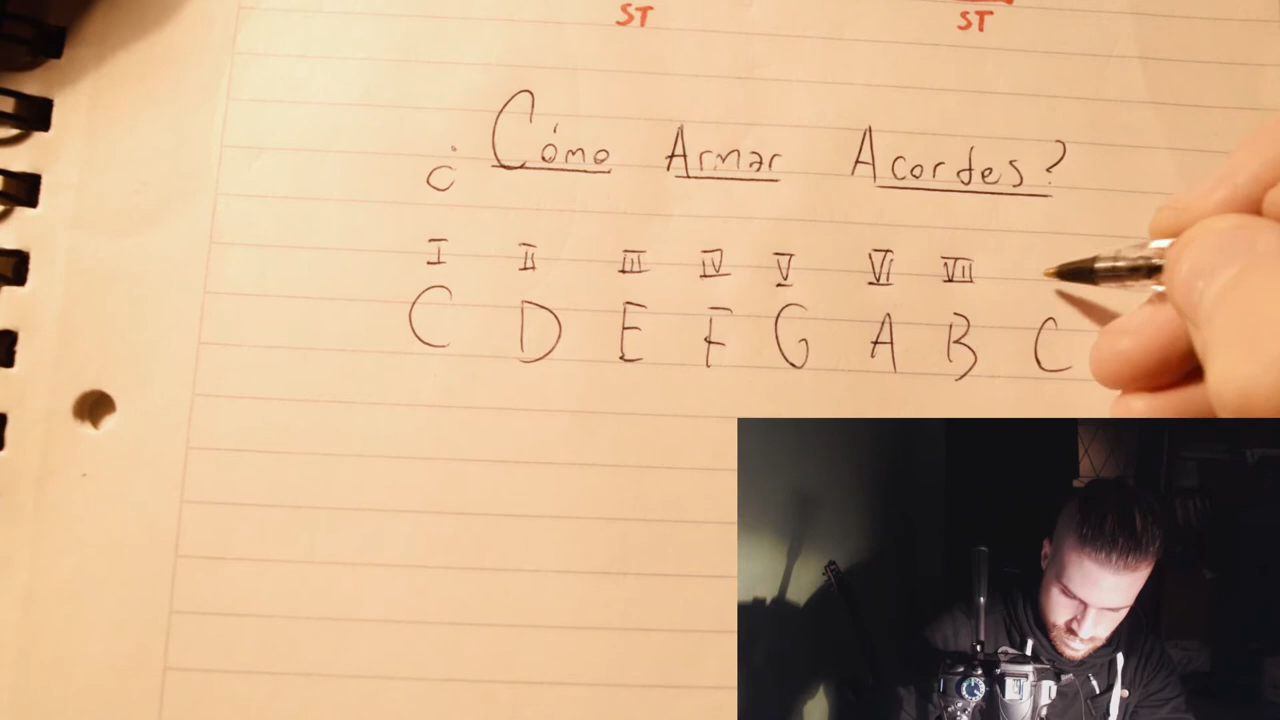 ST ST
¿Cómo Armar Acordes?
I II III IV V VI VII
C D E F G A B C